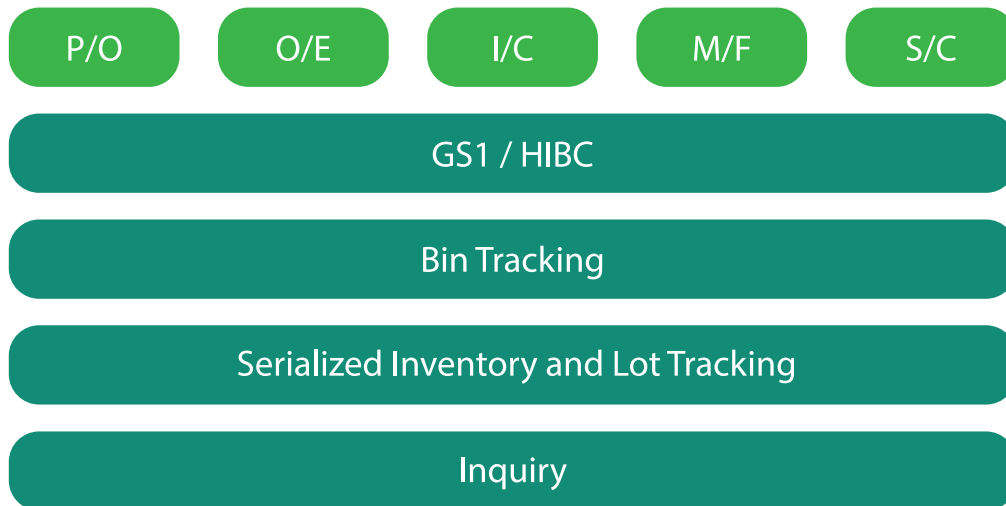 P/O O/E I/C M/F S/C
GS1 / HIBC
Bin Tracking
Serialized Inventory and Lot Tracking
Inquiry